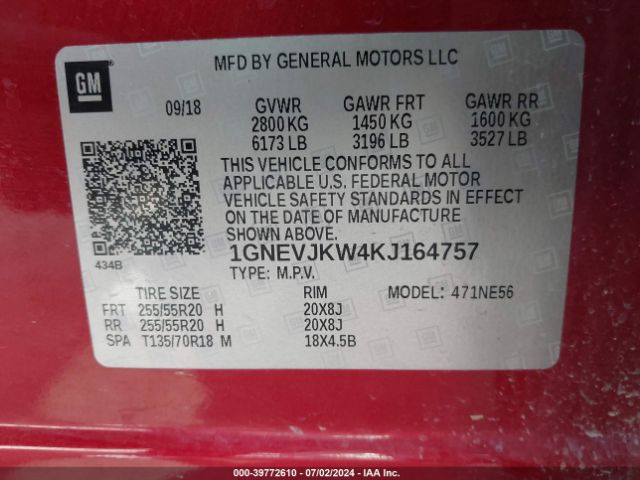 GM
MFD BY GENERAL MOTORS LLC
09/18 GVWR GAWR FRT GAWR RR
2800 KG 1450 KG 1600 KG
6173 LB 3196 LB 3527 LB
THIS VEHICLE CONFORMS TO ALL
APPLICABLE U.S. FEDERAL MOTOR
VEHICLE SAFETY STANDARDS IN EFFECT
ON THE DATE OF MANUFACTURE
SHOWN ABOVE.
434B
1GNEVJKW4KJ164757
TYPE: M.P.V.
TIRE SIZE RIM MODEL: 471NE56
FRT 255/55R20 H 20X8J
RR 255/55R20 H 20X8J
SPA T135/70R18 M 18X4.5B
000-39772610 - 07/02/2024 - IAAI.COM